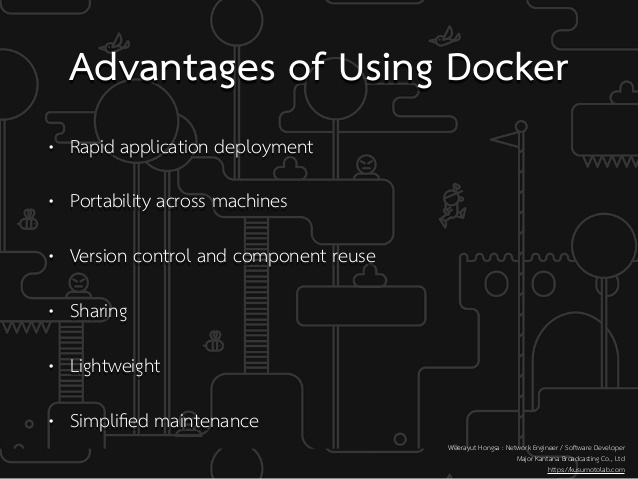 Advantages of Using Docker
• Rapid application deployment
• Portability across machines
• Version control and component reuse
• Sharing
• Lightweight
• Simplified maintenance
Weerayut Hongsa : Network Engineer / Software Developer
Major Kantana Broadcasting Co., Ltd
https://kusumotolab.com